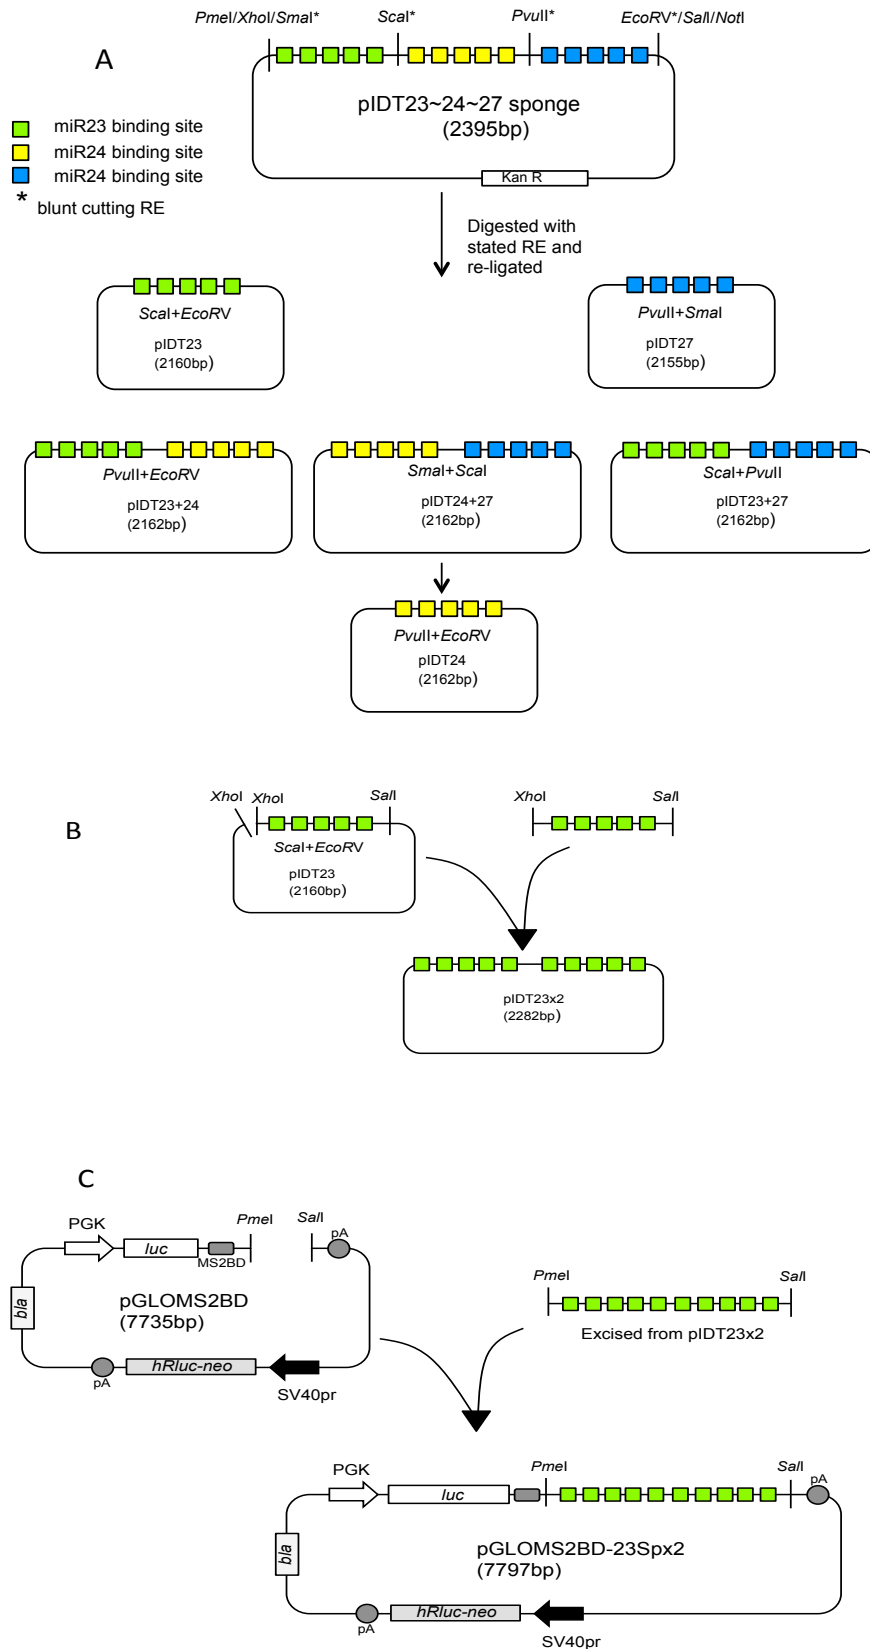 PmeI/XhoI/SmaI*
ScaI*
PvuII*
EcoRV*/SalI/NotI
A
pIDT23~24~27 sponge
(2395bp)
Kan R
miR23 binding site
miR24 binding site
miR24 binding site
* blunt cutting RE
Digested with
stated RE and
re-ligated
ScaI+EcoRV
pIDT23
(2160bp)
PvuII+SmaI
pIDT27
(2155bp)
PvuII+EcoRV
pIDT23+24
(2162bp)
SmaI+ScaI
pIDT24+27
(2162bp)
ScaI+PvuII
pIDT23+27
(2162bp)
PvuII+EcoRV
pIDT24
(2162bp)
B
XhoI
XhoI
SalI
ScaI+EcoRV
pIDT23
(2160bp)
XhoI
SalI
pIDT23x2
(2282bp)
C
PGK
luc
MS2BD
PmeI
SalI
pA
bla
pGLOMS2BD
(7735bp)
pA
hRluc-neo
SV40pr
PmeI
SalI
Excised from pIDT23x2
PGK
luc
PmeI
SalI
pA
bla
pGLOMS2BD-23Spx2
(7797bp)
pA
hRluc-neo
SV40pr